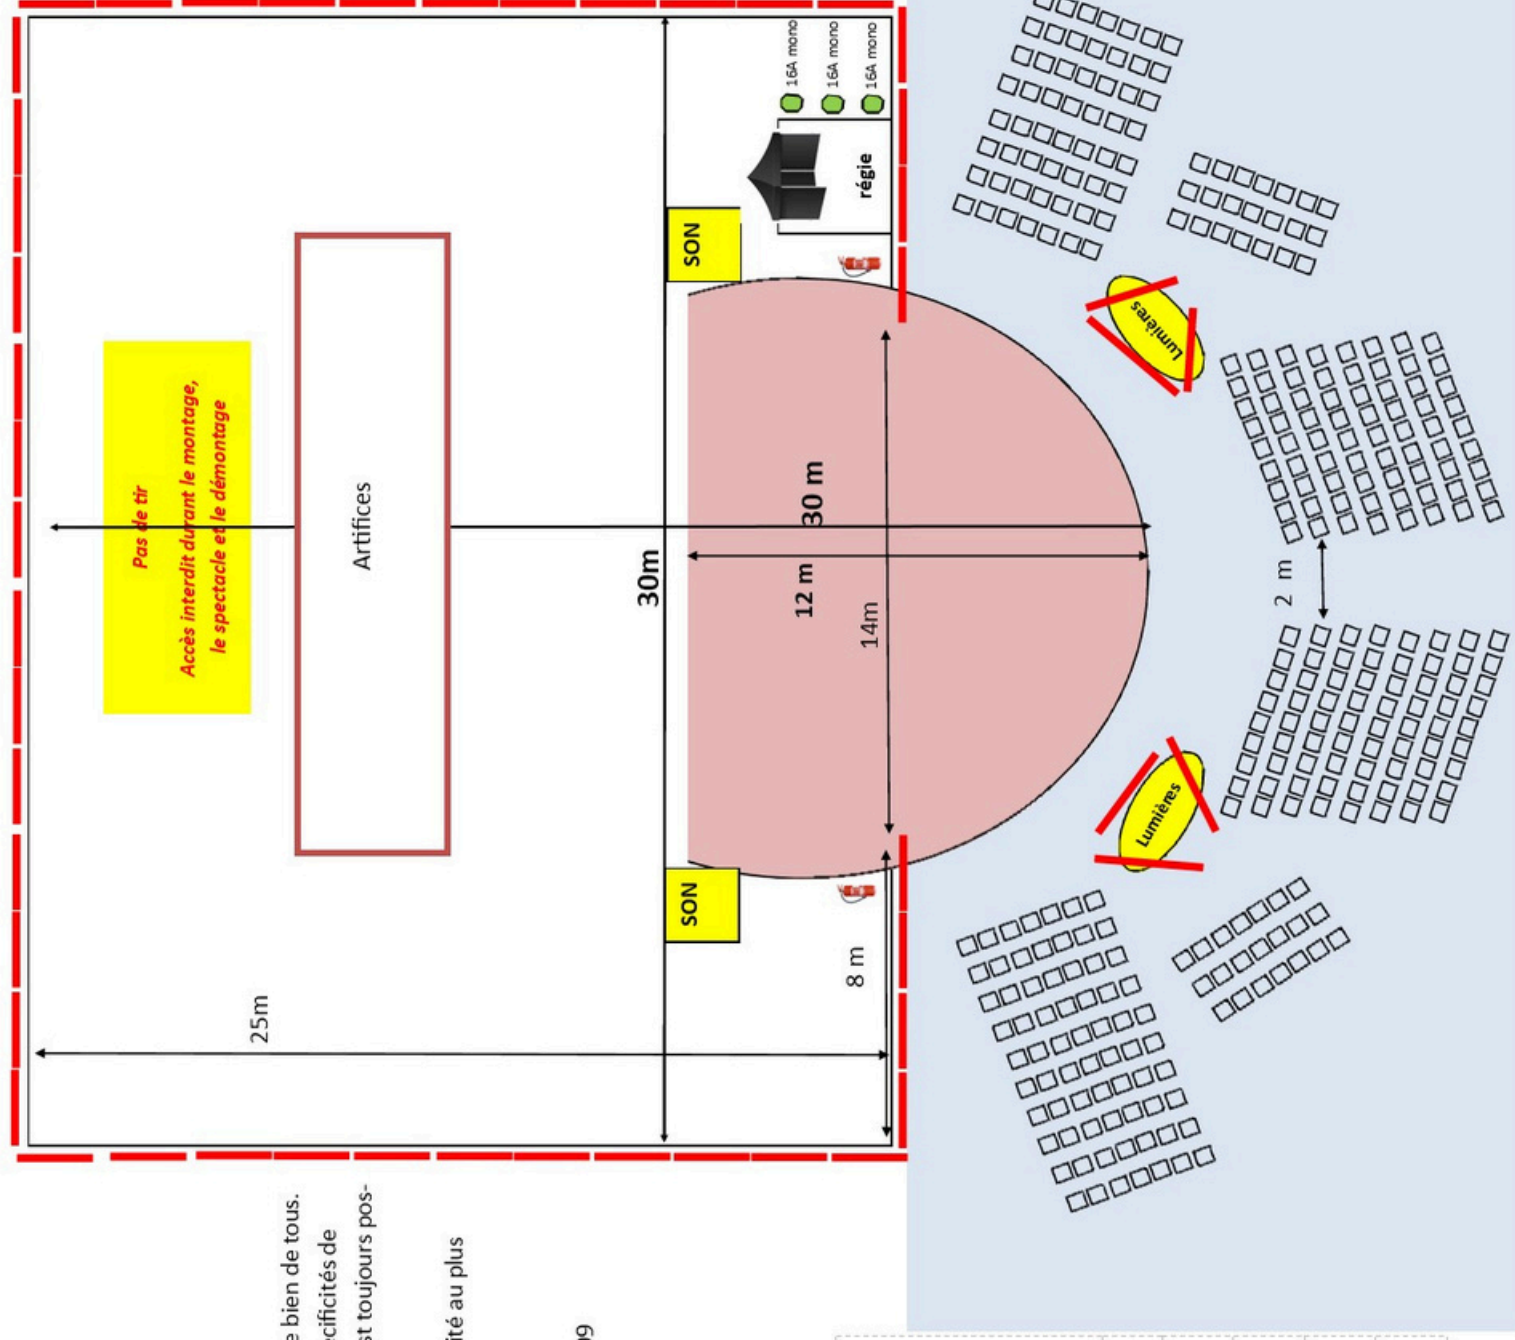 Pas de tir
Accès interdit durant le montage,
le spectacle et le démontage
25m
e bien de tous.
cificités de
st toujours pos-
Artifices
ité au plus
30m
SON
SON
30 m
12 m
14m
8 m
régie
16A mono
16A mono
16A mono
Lumières
Lumières
2 m